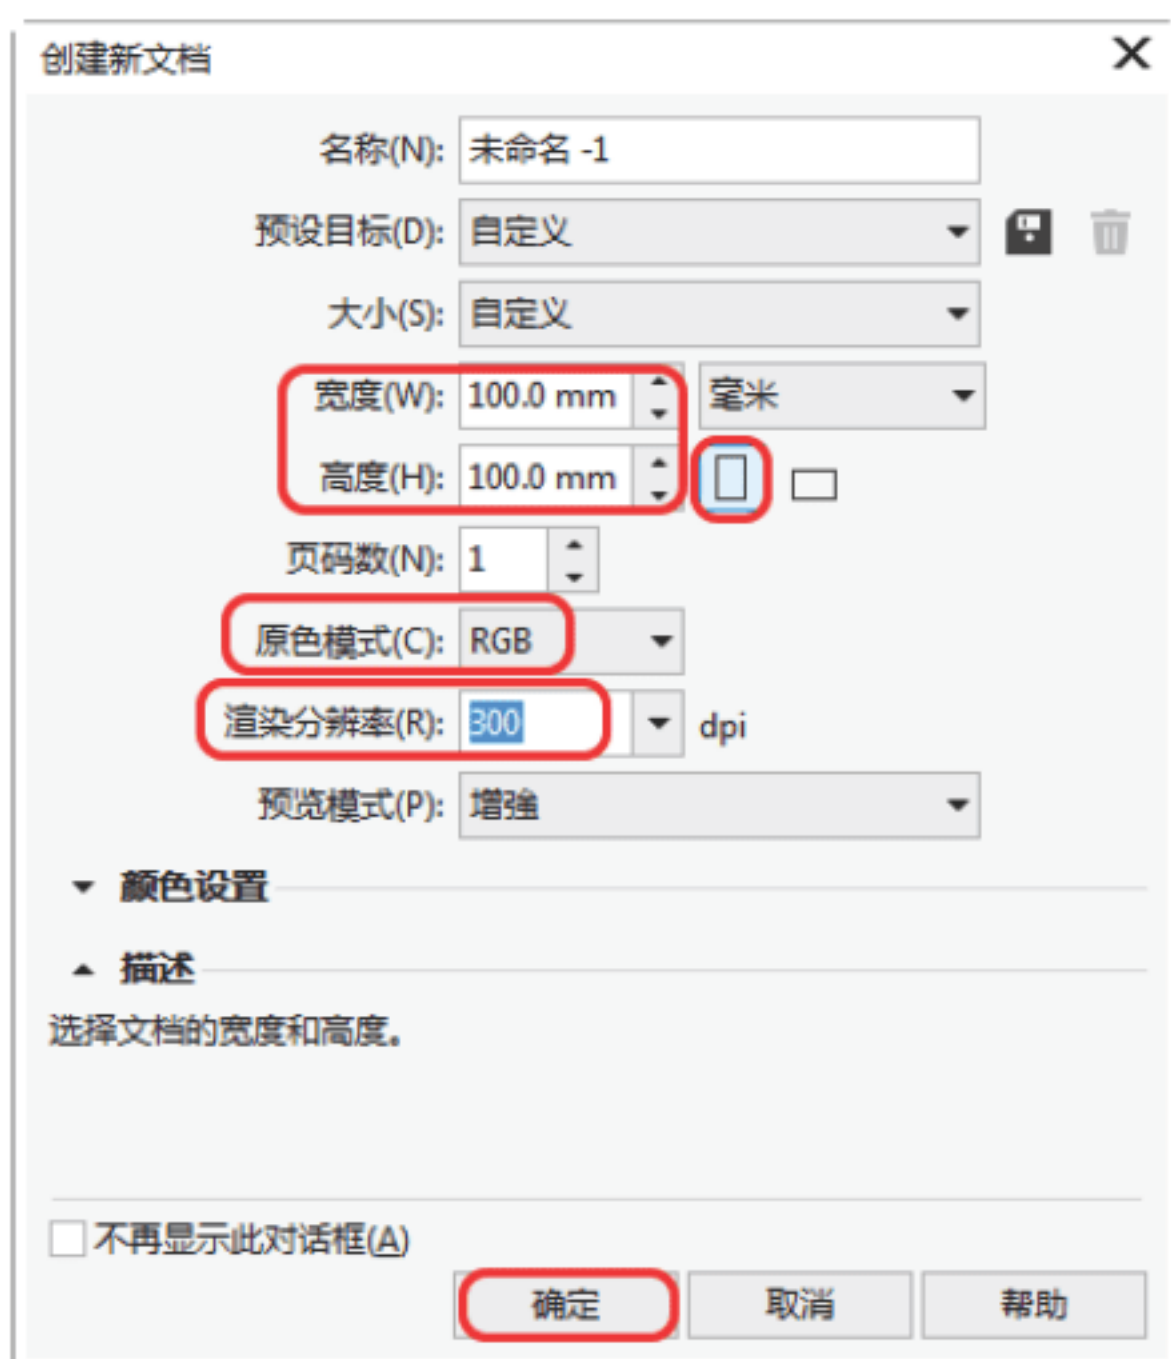 创建新文档
名称(N): 未命名 -1
预设目标(D): 自定义
大小(S): 自定义
宽度(W): 100.0 mm 毫米
高度(H): 100.0 mm
页码数(N): 1
原色模式(C): RGB
渲染分辨率(R): 300 dpi
预览模式(P): 增强
颜色设置
描述
选择文档的宽度和高度。
不再显示此对话框(A)
确定 取消 帮助